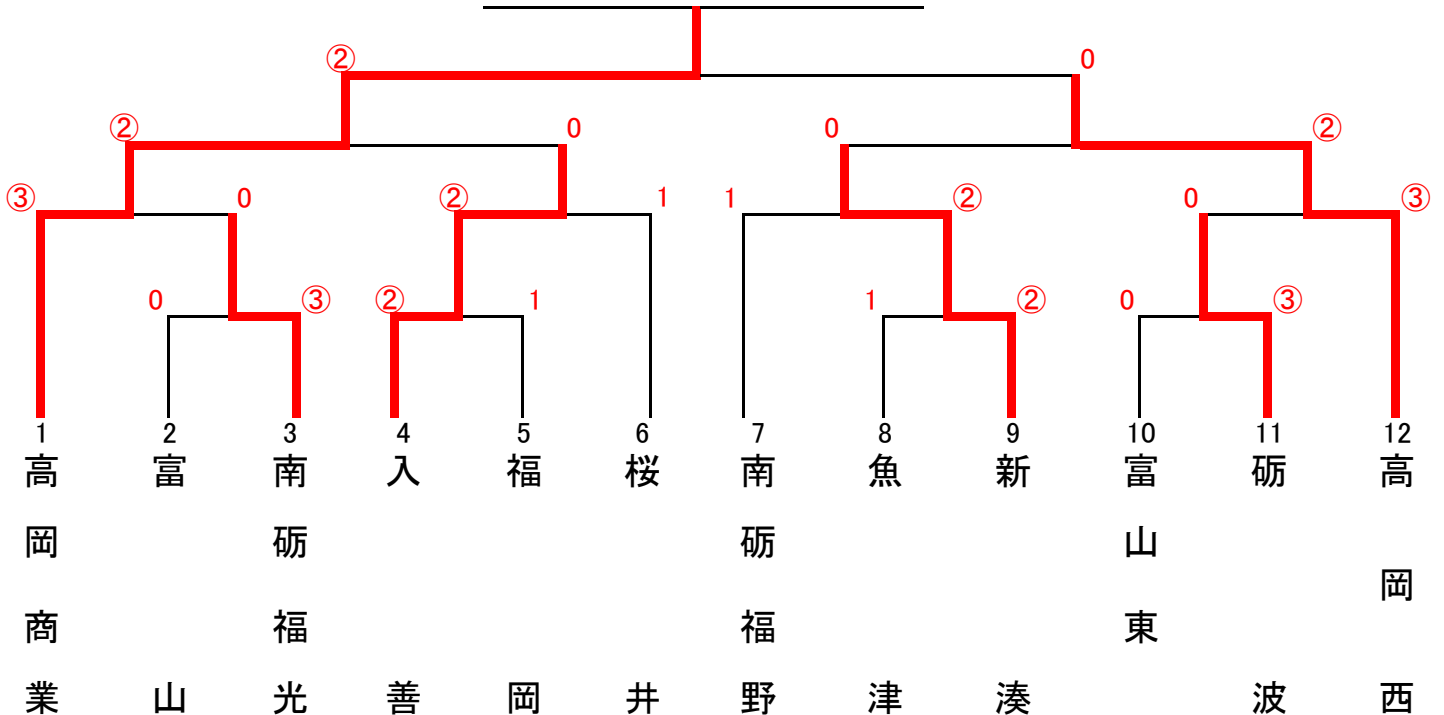 ② 0
② 0 0 ②
③ 0 ② 1 1 ② 0 ③
0 ③ ② 1 1 ② 0 ③
1 2 3 4 5 6 7 8 9 10 11 12
高岡商業
富山
南砺福光
入善
福岡
桜井
南砺福野
魚津
新湊
富山東
砺波
高岡西